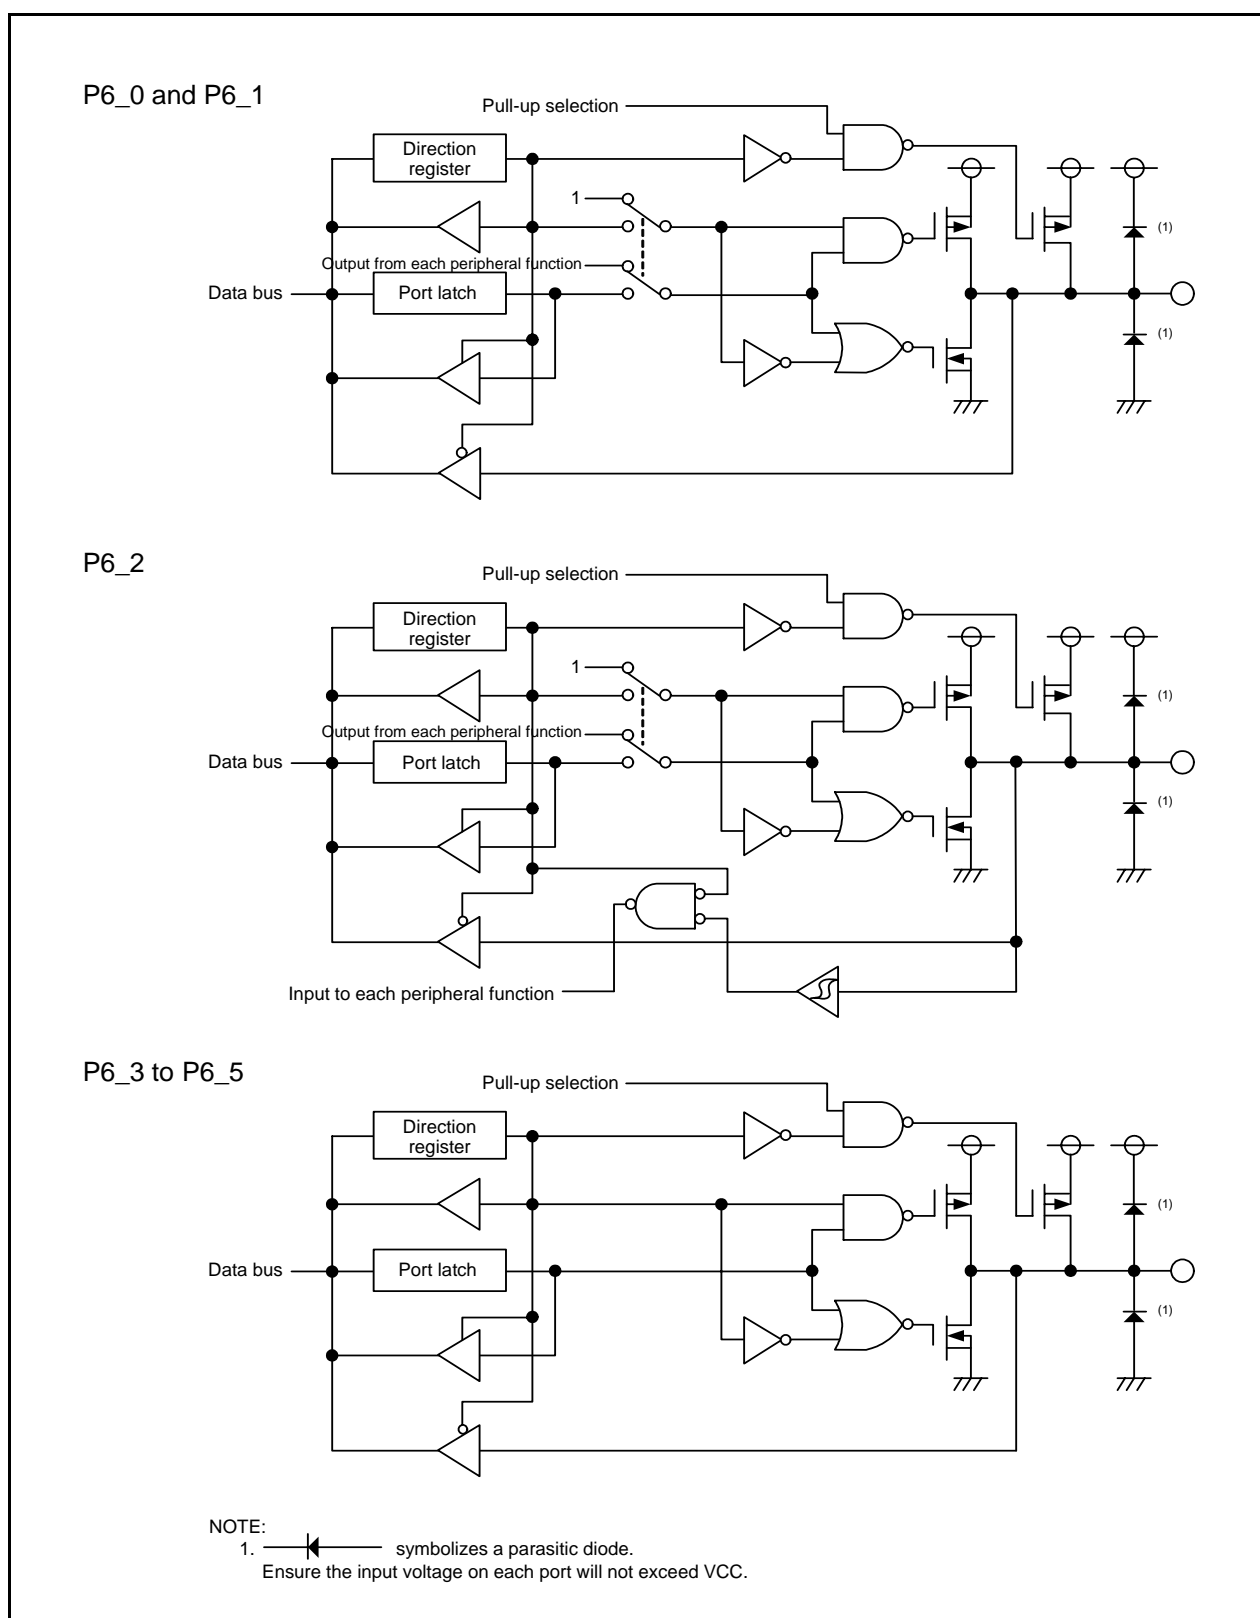 P6_0 and P6_1
Pull-up selection
Direction
register
1
(1)
Output from each peripheral function
Data bus
Port latch
(1)
P6_2
Pull-up selection
Direction
register
1
(1)
Output from each peripheral function
Data bus
Port latch
(1)
Input to each peripheral function
P6_3 to P6_5
Pull-up selection
Direction
register
(1)
Data bus
Port latch
(1)
NOTE:
1. symbolizes a parasitic diode.
Ensure the input voltage on each port will not exceed VCC.